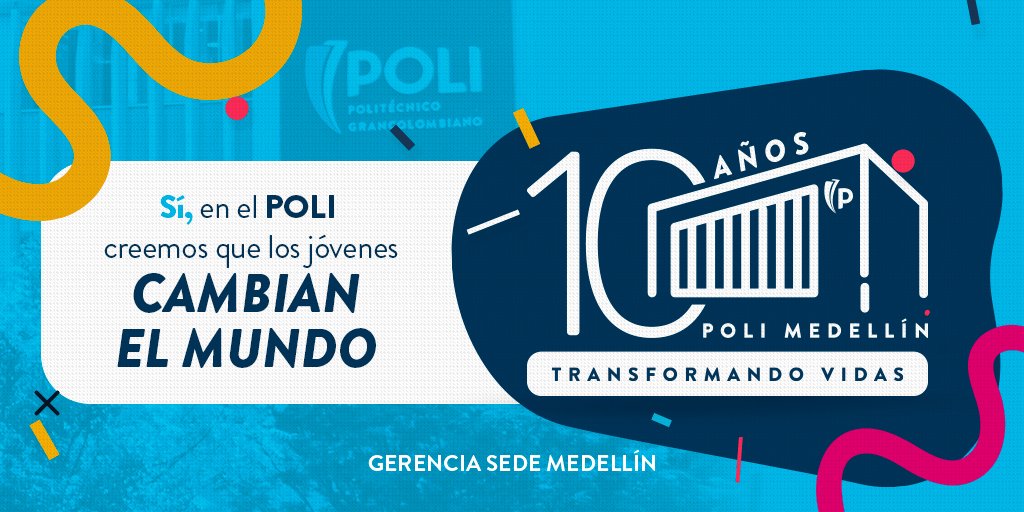 POLI
POLITÉCNICO
GRANCOLOMBIANO
Sí, en el POLI
creemos que los jóvenes
CAMBIAN
EL MUNDO
10 AÑOS
P
POLI MEDELLÍN
TRANSFORMANDO VIDAS
GERENCIA SEDE MEDELLÍN